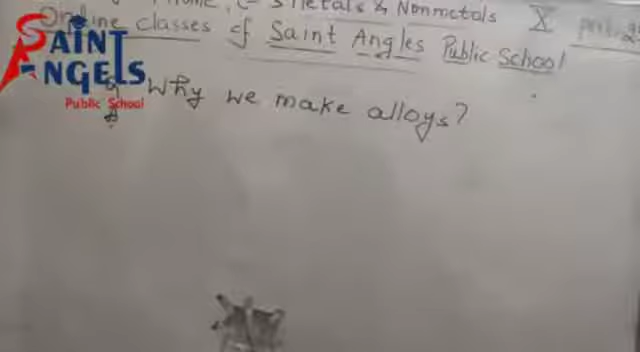 Metals & Nonmetals X
Online classes of Saint Angles Public School
SAINT
ANGELS
Public School
Q Why we make alloys?